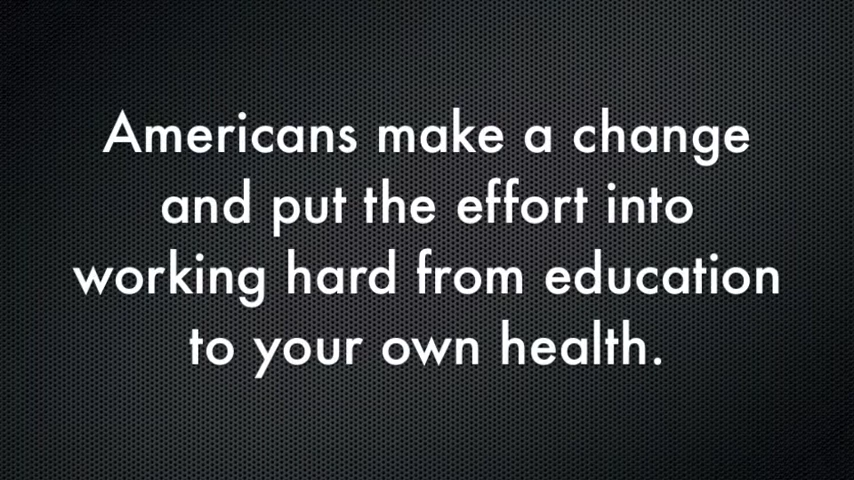 Americans make a change
and put the effort into
working hard from education
to your own health.